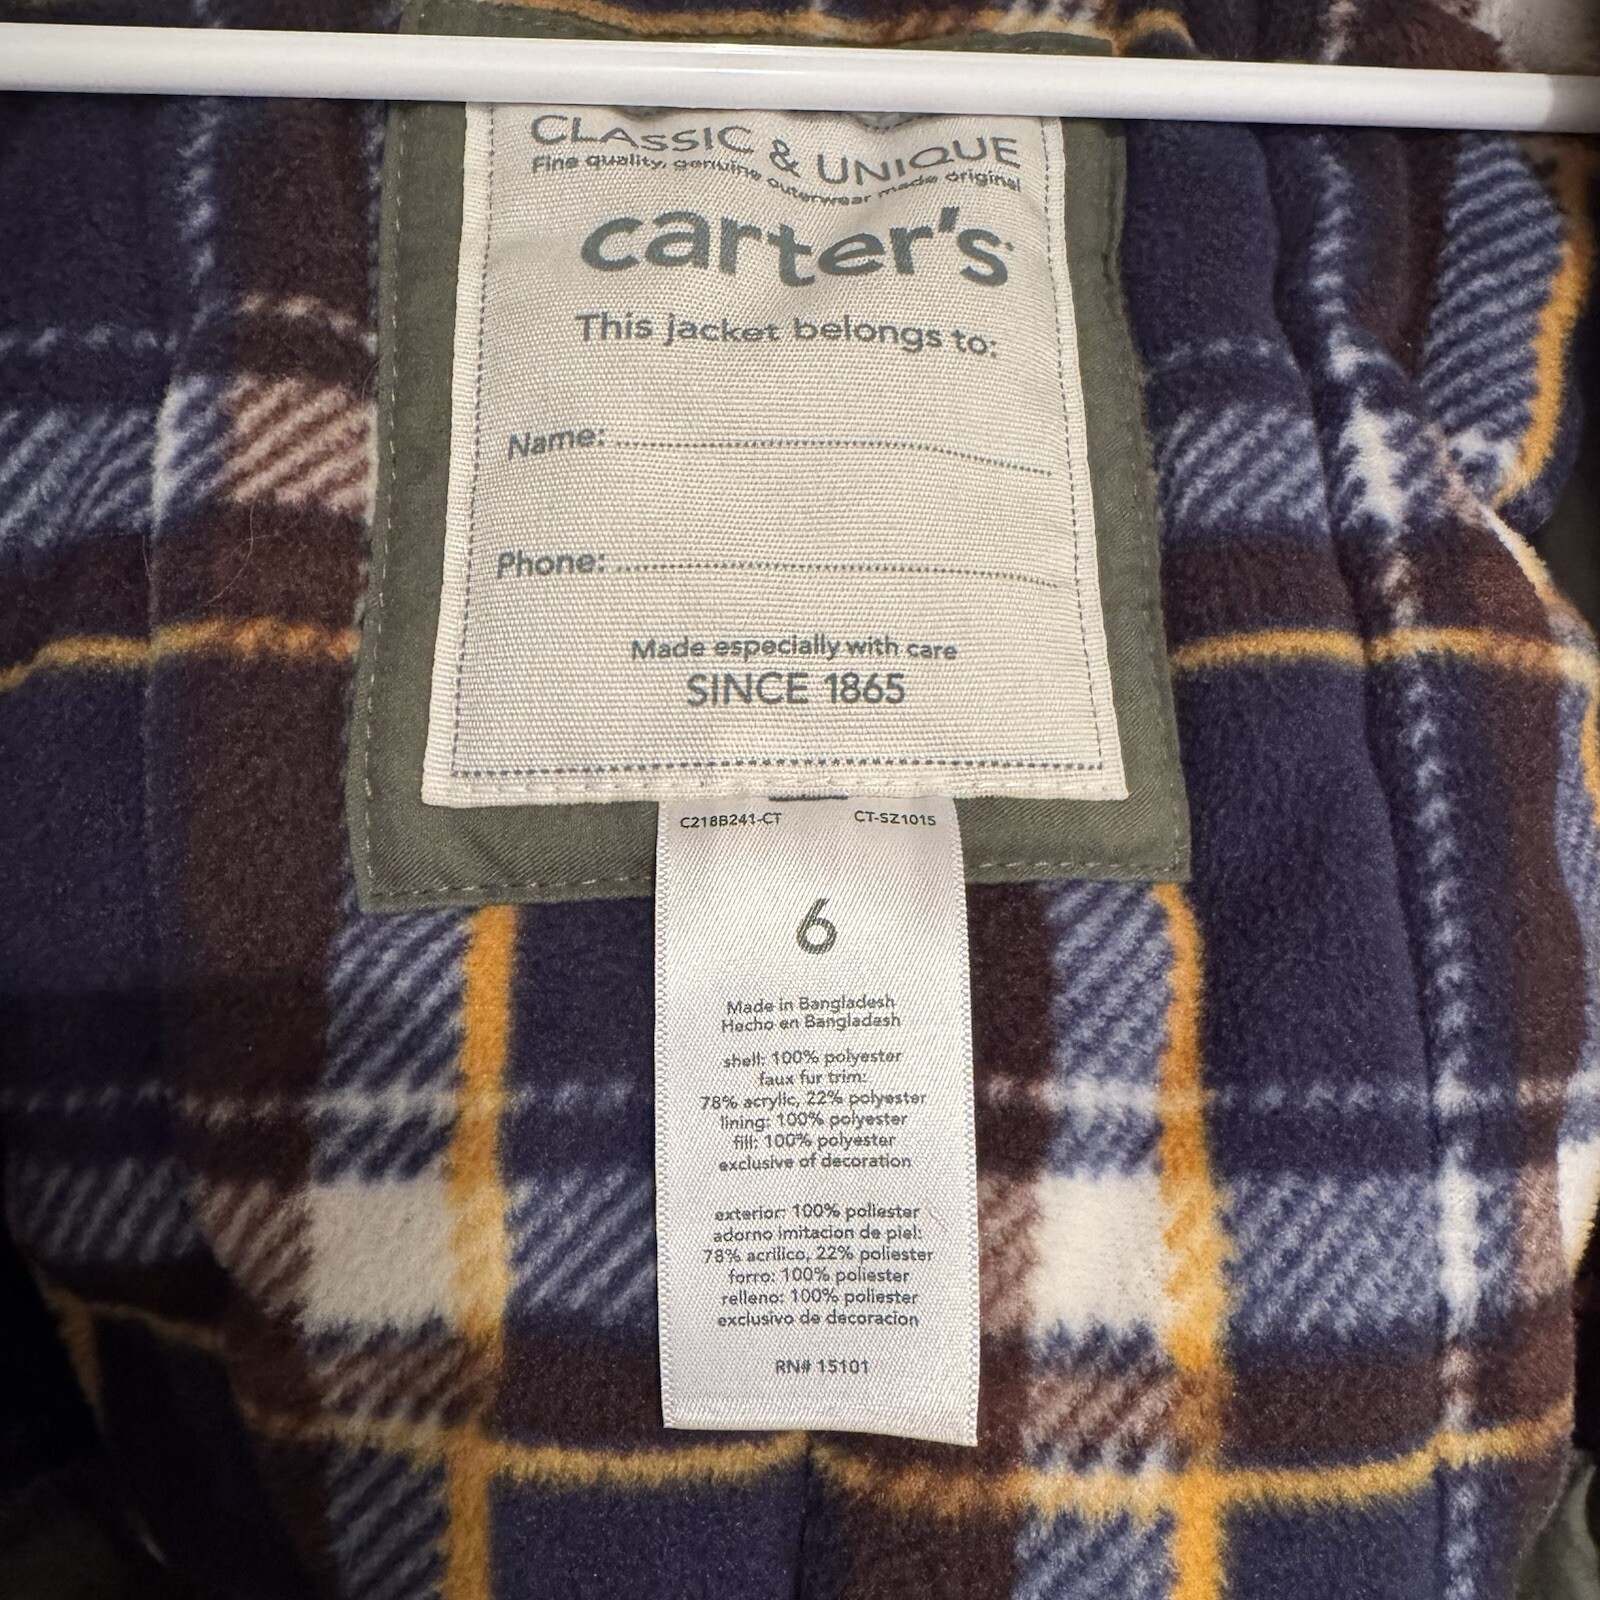 CLASSIC & UNIQUE
Fine quality, genuine outerwear made original
carter's
This jacket belongs to:
Name:
Phone:
Made especially with care
SINCE 1865
C218B241-CT CT-SZ1015
6
Made in Bangladesh
Hecho en Bangladesh
shell: 100% polyester
faux fur trim:
78% acrylic, 22% polyester
lining: 100% polyester
fill: 100% polyester
exclusive of decoration
exterior: 100% poliester
adorno imitacion de piel:
78% acrilico, 22% poliester
forro: 100% poliester
relleno: 100% poliester
exclusivo de decoracion
RN# 15101